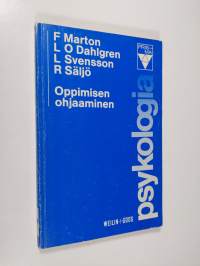 F Marton
L O Dahlgren
L Svensson
R Säljö
Oppimisen
ohjaaminen
psykologia
WEILIN+GÖÖS